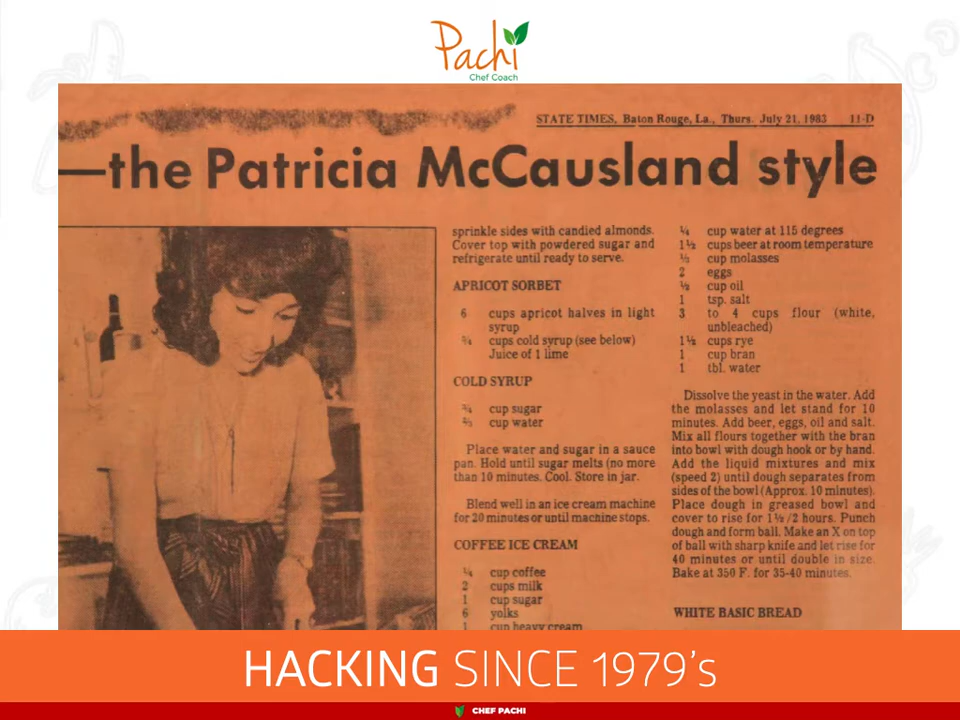 Pachi
Chef Coach
STATE TIMES, Baton Rouge, La., Thurs. July 21, 1983 11-D
—the Patricia McCausland style
sprinkle sides with candied almonds.
Cover top with powdered sugar and
refrigerate until ready to serve.
APRICOT SORBET
6 cups apricot halves in light
syrup
¾ cups cold syrup (see below)
Juice of 1 lime
COLD SYRUP
¾ cup sugar
cup water
Place water and sugar in a sauce
pan. Hold until sugar melts (no more
than 10 minutes. Cool. Store in jar.
Blend well in an ice cream machine
for 20 minutes or until machine stops.
COFFEE ICE CREAM
cup coffee
2 cups milk
1 cup sugar
6 yolks
1 cup heavy cream
cup water at 115 degrees
1½ cups beer at room temperature
cup molasses
2 eggs
cup oil
1 tsp. salt
3 to 4 cups flour (white,
unbleached)
1½ cups rye
1 cup bran
1 tbl. water
Dissolve the yeast in the water. Add
the molasses and let stand for 10
minutes. Add beer, eggs, oil and salt.
Mix all flours together with the bran
into bowl with dough hook or by hand.
Add the liquid mixtures and mix
(speed 2) until dough separates from
sides of the bowl (Approx. 10 minutes).
Place dough in greased bowl and
cover to rise for 1½/2 hours. Punch
dough and form ball. Make an X on top
of ball with sharp knife and let rise for
40 minutes or until double in size.
Bake at 350 F. for 35-40 minutes.
WHITE BASIC BREAD
HACKING SINCE 1979's
CHEF PACHI